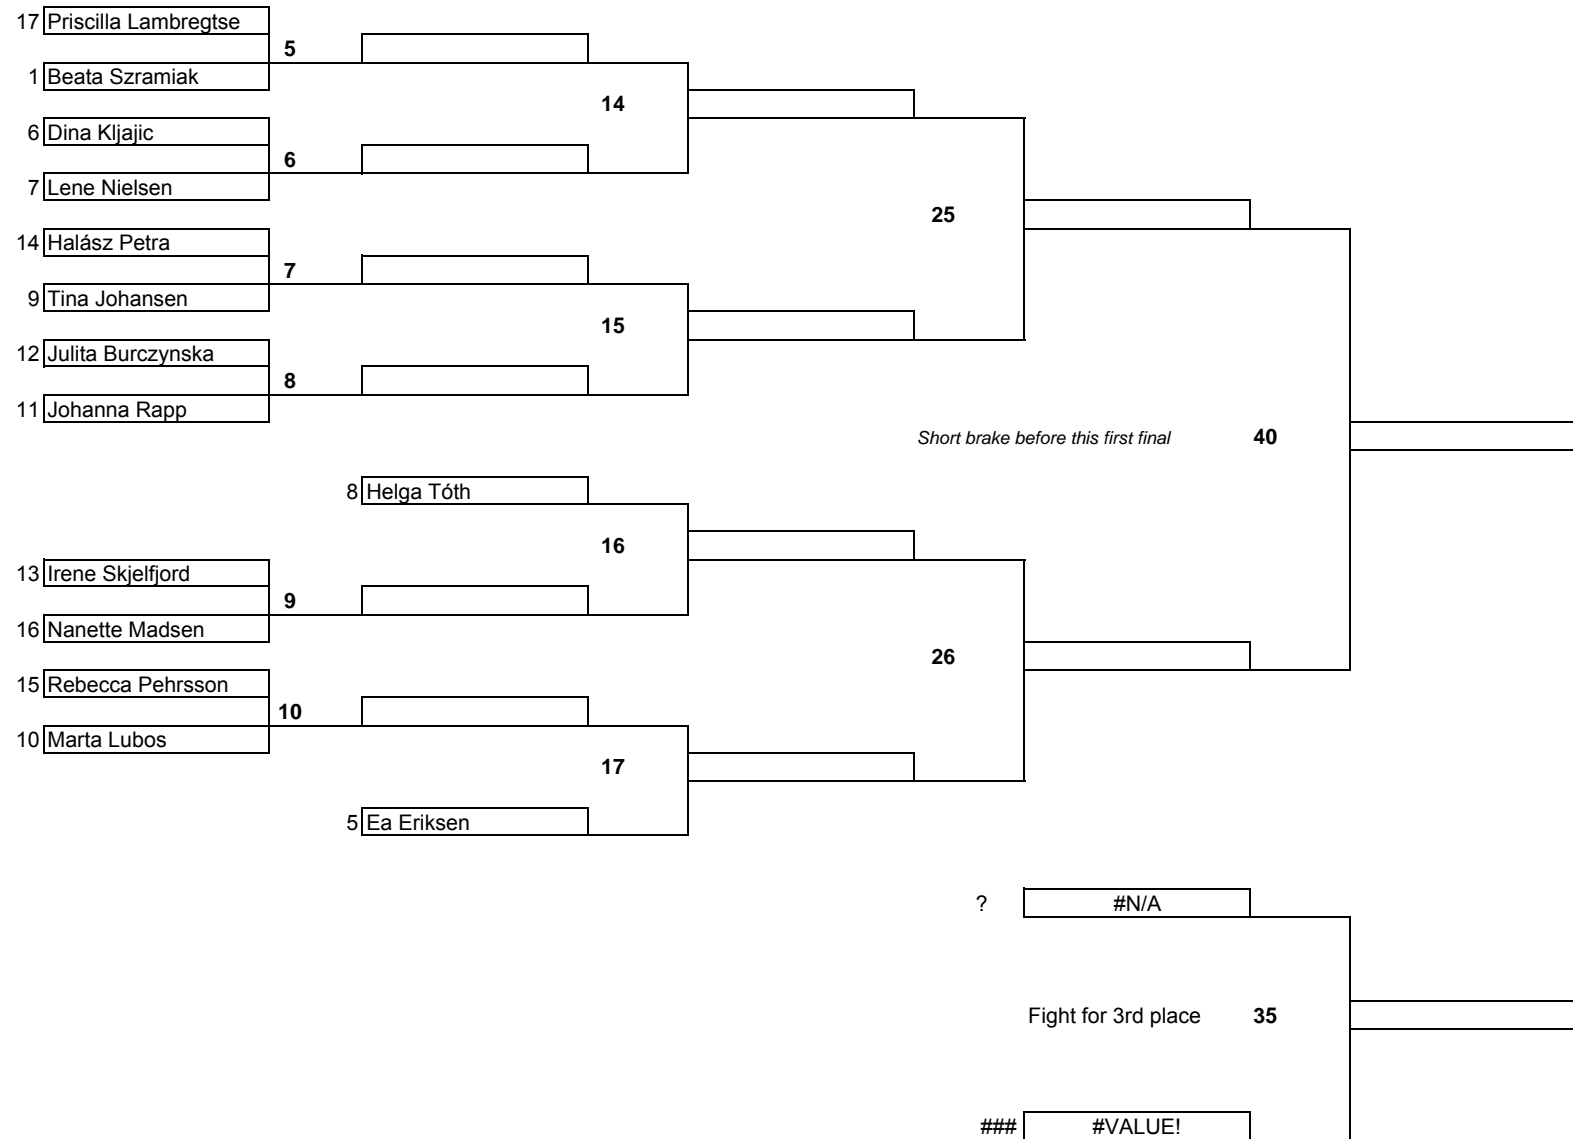 17 Priscilla Lambregtse
5
1 Beata Szramiak
14
6 Dina Kljajic
6
7 Lene Nielsen
25
14 Halász Petra
7
9 Tina Johansen
15
12 Julita Burczynska
8
11 Johanna Rapp
Short brake before this first final 40
8 Helga Tóth
16
13 Irene Skjelfjord
9
16 Nanette Madsen
26
15 Rebecca Pehrsson
10
10 Marta Lubos
17
5 Ea Eriksen
? #N/A
Fight for 3rd place 35
### #VALUE!